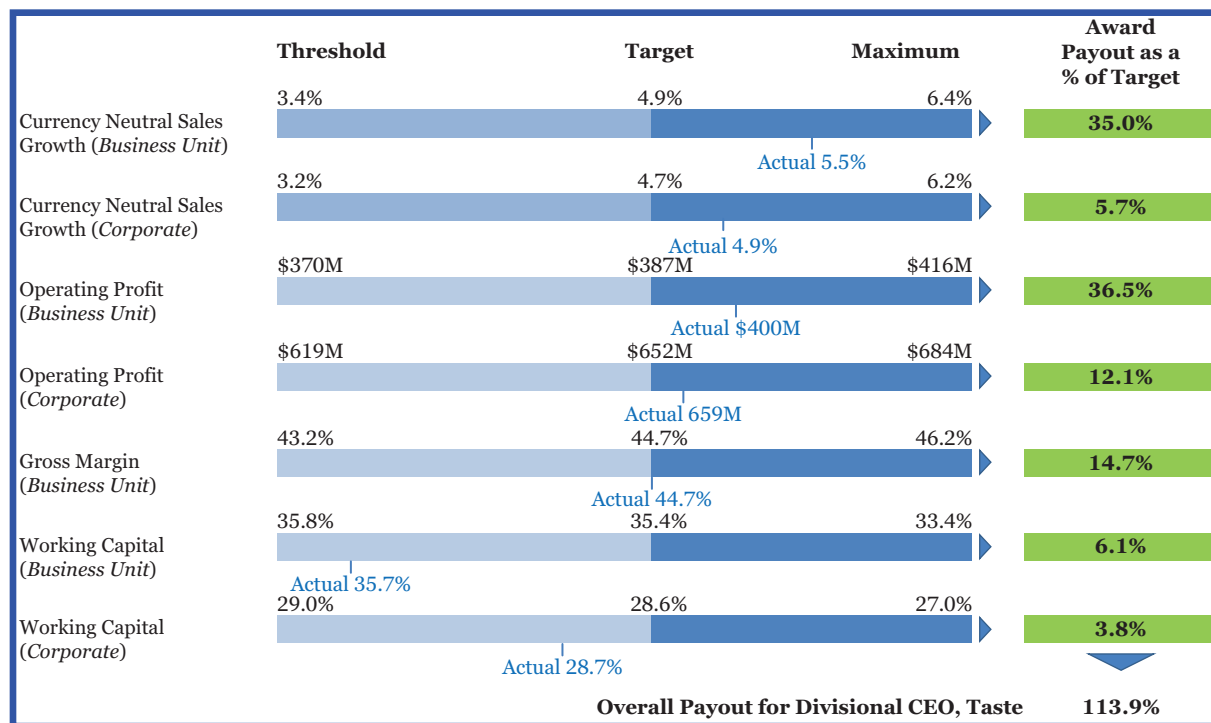 Award
Threshold Target Maximum Payout as a
% of Target
3.4% 4.9% 6.4%
Currency Neutral Sales
Growth (Business Unit)
35.0%
Actual 5.5%
3.2% 4.7% 6.2%
Currency Neutral Sales
Growth (Corporate)
5.7%
Actual 4.9%
$370M $387M $416M
Operating Profit
(Business Unit)
36.5%
Actual $400M
$619M $652M $684M
Operating Profit
(Corporate)
12.1%
Actual 659M
43.2% 44.7% 46.2%
Gross Margin
(Business Unit)
14.7%
Actual 44.7%
35.8% 35.4% 33.4%
Working Capital
(Business Unit)
6.1%
Actual 35.7%
29.0% 28.6% 27.0%
Working Capital
(Corporate)
3.8%
Actual 28.7%
Overall Payout for Divisional CEO, Taste 113.9%